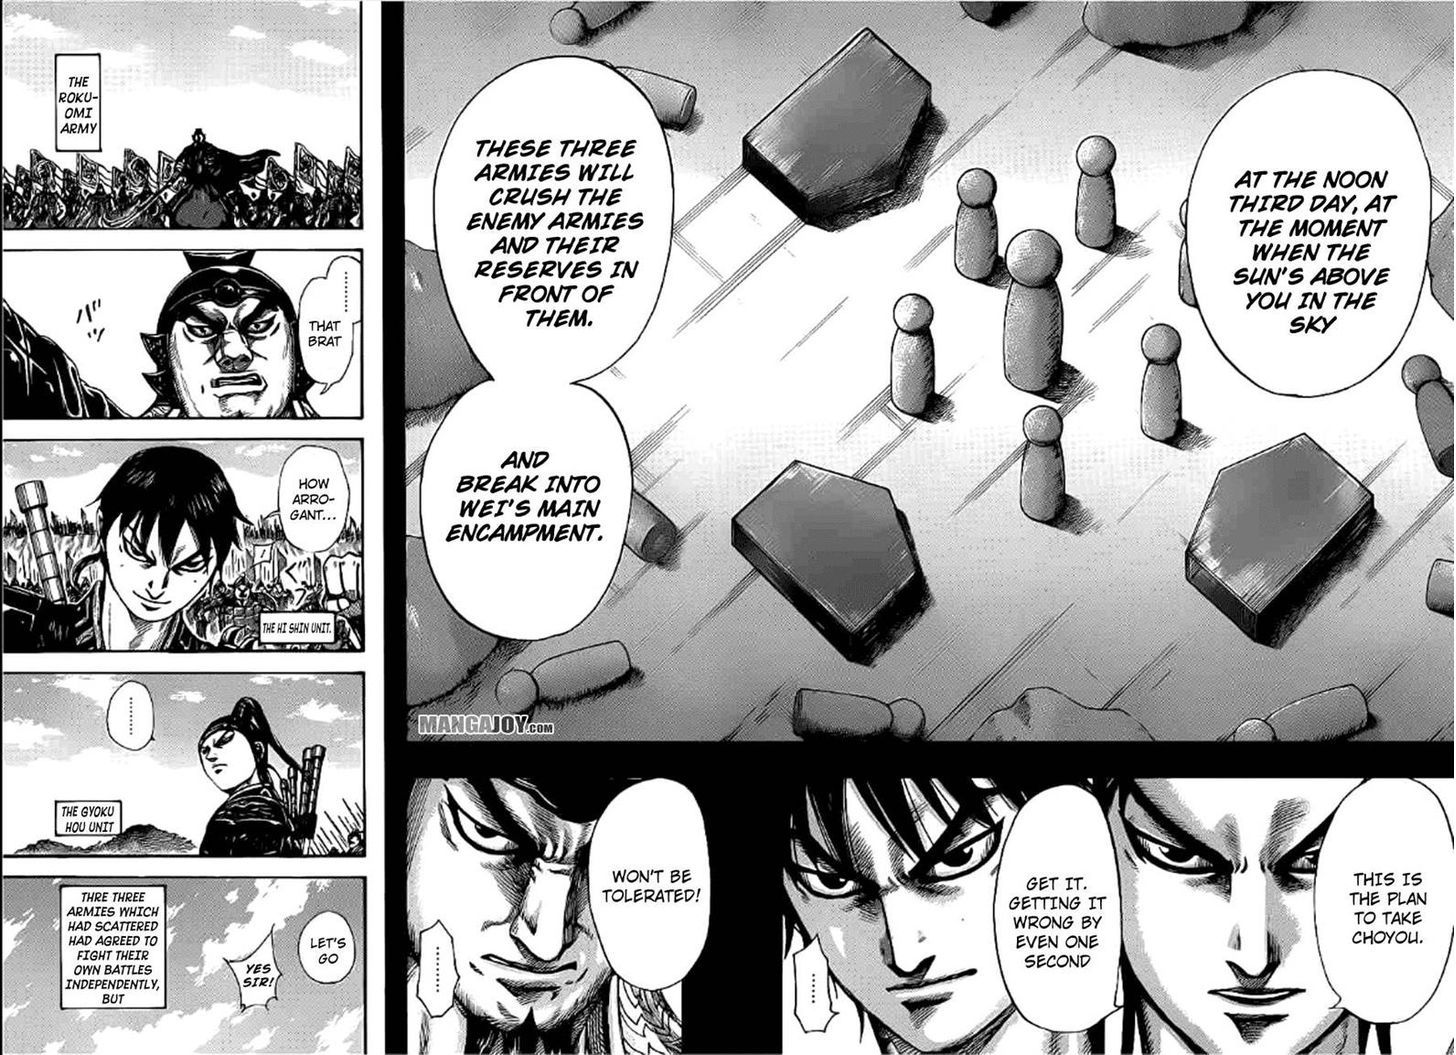 AT THE NOON
THIRD DAY, AT
THE MOMENT
WHEN THE
SUN'S ABOVE
YOU IN THE
SKY
THESE THREE
ARMIES WILL
CRUSH THE
ENEMY ARMIES
AND THEIR
RESERVES IN
FRONT OF
THEM.
AND
BREAK INTO
WEI'S MAIN
ENCAMPMENT.
MANGAJOY.com
THIS IS
THE PLAN
TO TAKE
CHOYOU.
GET IT.
GETTING IT
WRONG BY
EVEN ONE
SECOND
.........
WON'T BE
TOLERATED!
.........
THE
ROKU-
OMI
ARMY
.........
THAT
BRAT
HOW
ARRO-
GANT...
THE HI SHIN UNIT.
.........
THE GYOKU
HOU UNIT
LET'S
GO
YES
SIR!
THRE THREE
ARMIES WHICH
HAD SCATTERED
HAD AGREED TO
FIGHT THEIR
OWN BATTLES
INDEPENDENTLY,
BUT